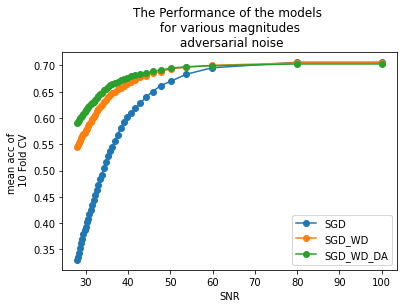 The Performance of the models
for various magnitudes
adversarial noise
mean acc of
10 Fold CV
0.70
0.65
0.60
0.55
0.50
0.45
0.40
0.35
30
40
50
60
70
80
90
100
SNR
SGD
SGD_WD
SGD_WD_DA